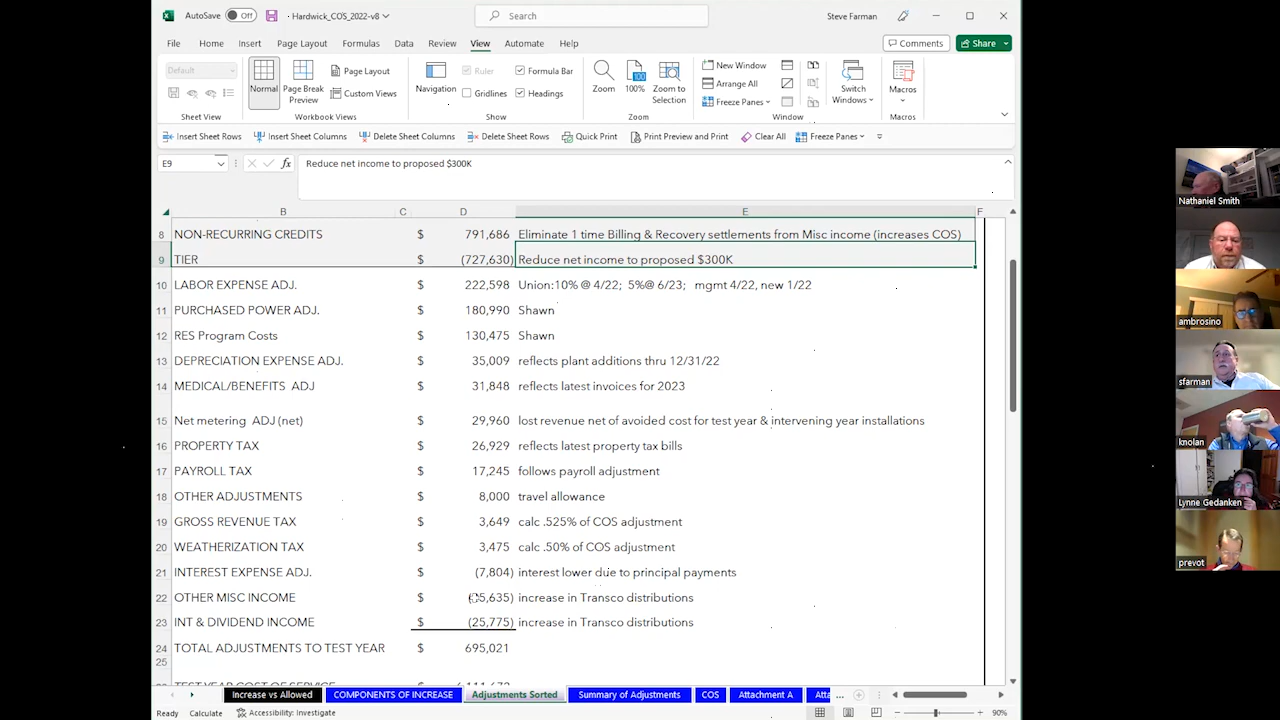 AutoSave Off Hardwick_COS_2022-v8 Search Steve Farman
File Home Insert Page Layout Formulas Data Review View Automate Help Comments Share
Default Normal Page Break Preview Page Layout Custom Views Navigation Ruler Gridlines Formula Bar Headings Zoom 100% Zoom to Selection New Window Arrange All Freeze Panes Switch Windows Macros
Sheet View Workbook Views Show Zoom Window Macros
Insert Sheet Rows Insert Sheet Columns Delete Sheet Columns Delete Sheet Rows Quick Print Print Preview and Print Clear All Freeze Panes
E9 fx Reduce net income to proposed $300K
B C D E F
8 NON-RECURRING CREDITS $ 791,686 Eliminate 1 time Billing & Recovery settlements from Misc income (increases COS)
9 TIER $ (727,630) Reduce net income to proposed $300K
10 LABOR EXPENSE ADJ. $ 222,598 Union:10% @ 4/22; 5%@ 6/23; mgmt 4/22, new 1/22
11 PURCHASED POWER ADJ. $ 180,990 Shawn
12 RES Program Costs $ 130,475 Shawn
13 DEPRECIATION EXPENSE ADJ. $ 35,009 reflects plant additions thru 12/31/22
14 MEDICAL/BENEFITS ADJ $ 31,848 reflects latest invoices for 2023
15 Net metering ADJ (net) $ 29,960 lost revenue net of avoided cost for test year & intervening year installations
16 PROPERTY TAX $ 26,929 reflects latest property tax bills
17 PAYROLL TAX $ 17,245 follows payroll adjustment
18 OTHER ADJUSTMENTS $ 8,000 travel allowance
19 GROSS REVENUE TAX $ 3,649 calc .525% of COS adjustment
20 WEATHERIZATION TAX $ 3,475 calc .50% of COS adjustment
21 INTEREST EXPENSE ADJ. $ (7,804) interest lower due to principal payments
22 OTHER MISC INCOME $ 5,635) increase in Transco distributions
23 INT & DIVIDEND INCOME $ (25,775) increase in Transco distributions
24 TOTAL ADJUSTMENTS TO TEST YEAR $ 695,021
25
Increase vs Allowed COMPONENTS OF INCREASE Adjustments Sorted Summary of Adjustments COS Attachment A Atta ...
Ready Calculate Accessibility: Investigate 90%
Nathaniel Smith
ambrosino
sfarman
knolan
Lynne Gedanken
prevot